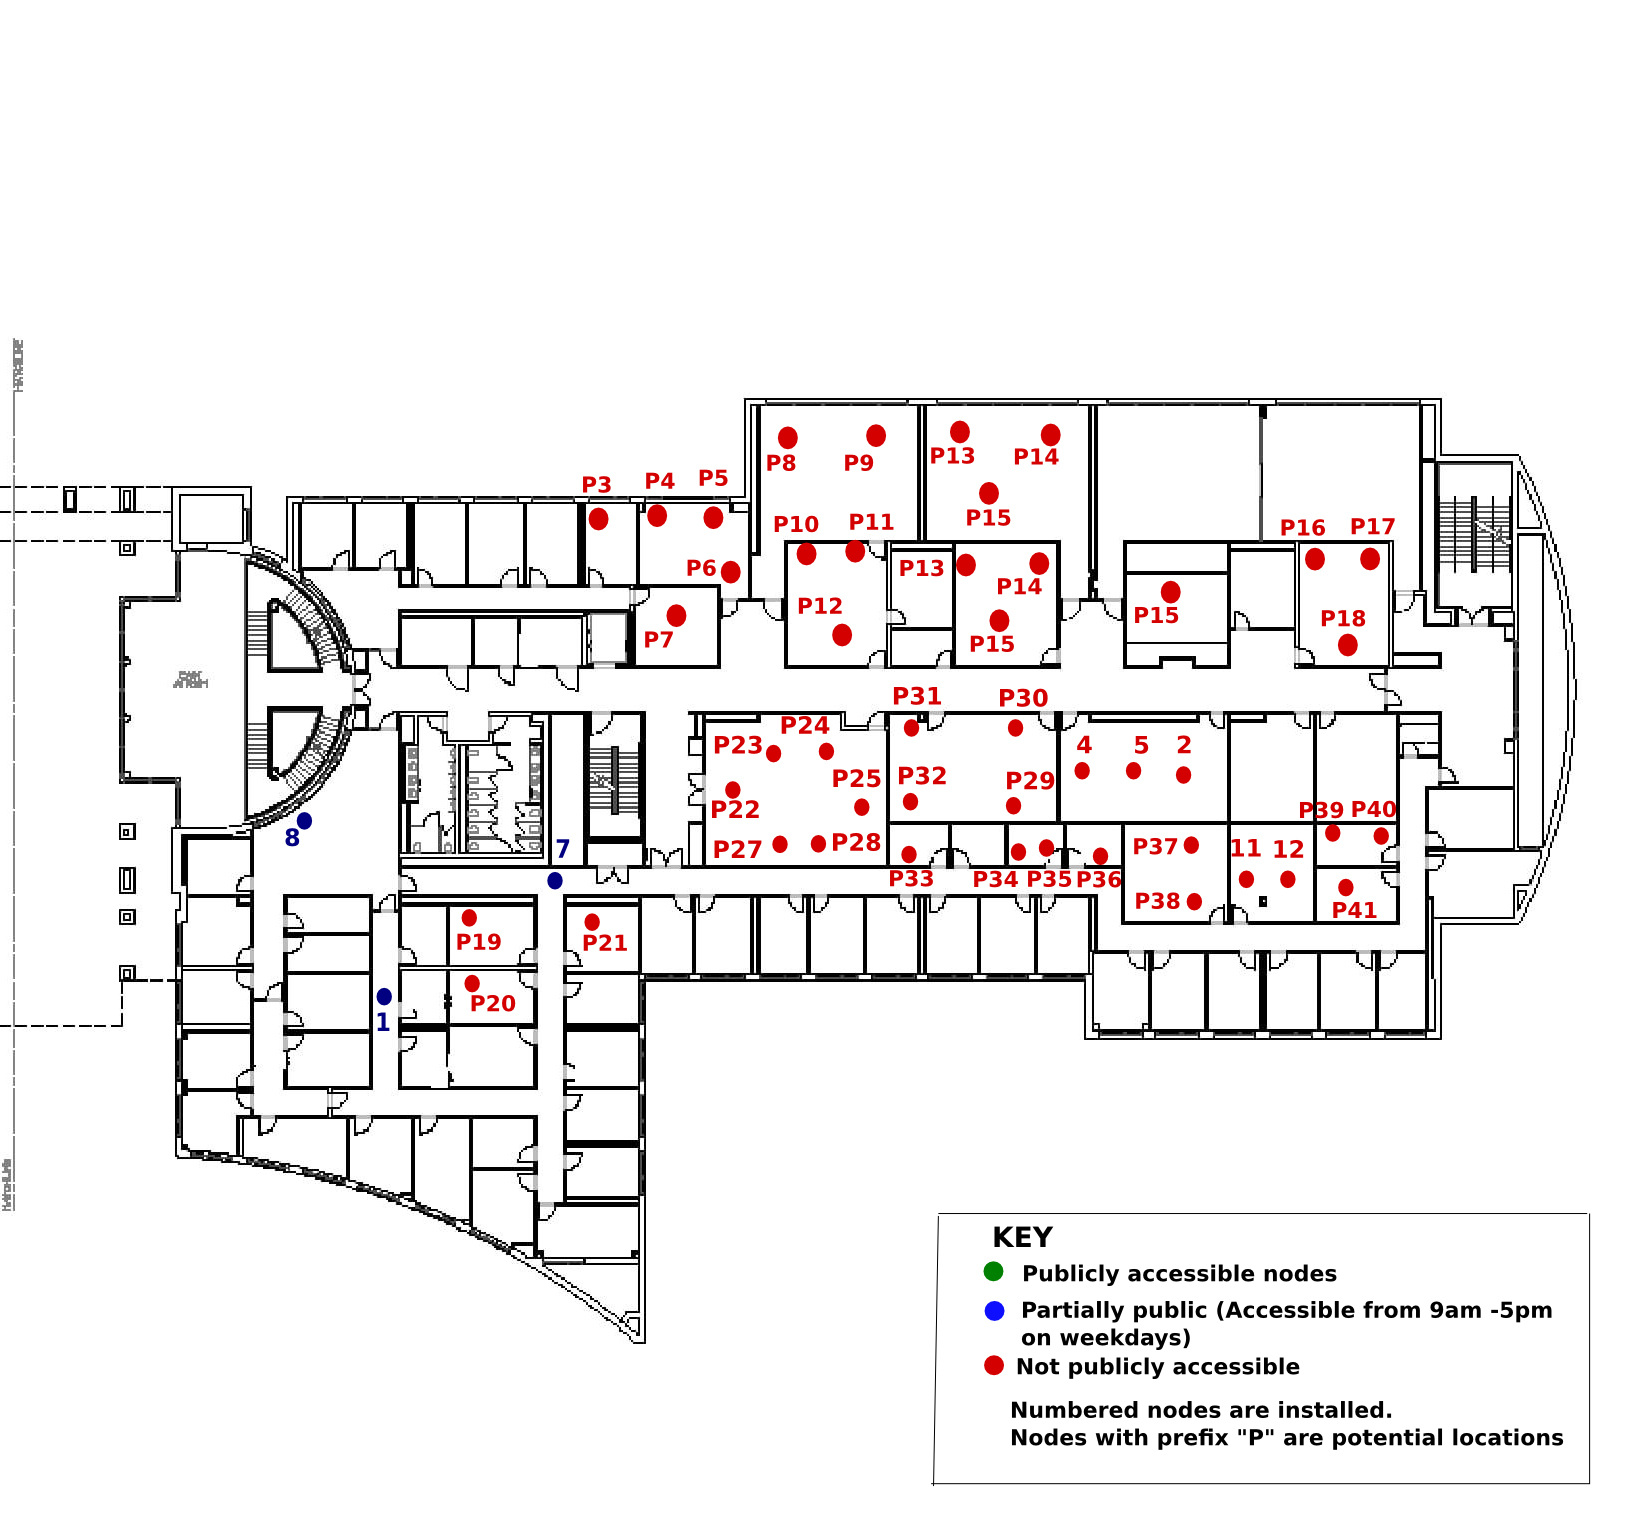 P8
P9
P13
P14
P15
P3
P4
P5
P10
P11
P16
P17
P6
P13
P14
P12
P15
P18
P7
P15
P31
P30
P24
P23
4
5
2
P25
P32
P29
P22
P39
P40
8
7
P27
P28
P37
11
12
P33
P34
P35
P36
P38
P41
P19
P21
P20
1
KEY
Publicly accessible nodes
Partially public (Accessible from 9am -5pm
on weekdays)
Not publicly accessible
Numbered nodes are installed.
Nodes with prefix "P" are potential locations